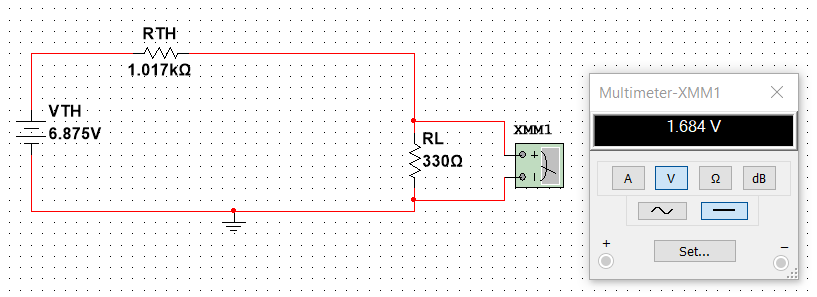 RTH
1.017kΩ
VTH
6.875V
RL
330Ω
XMM1
+
Multimeter-XMM1
1.684 V
A V Ω dB
+ Set... −